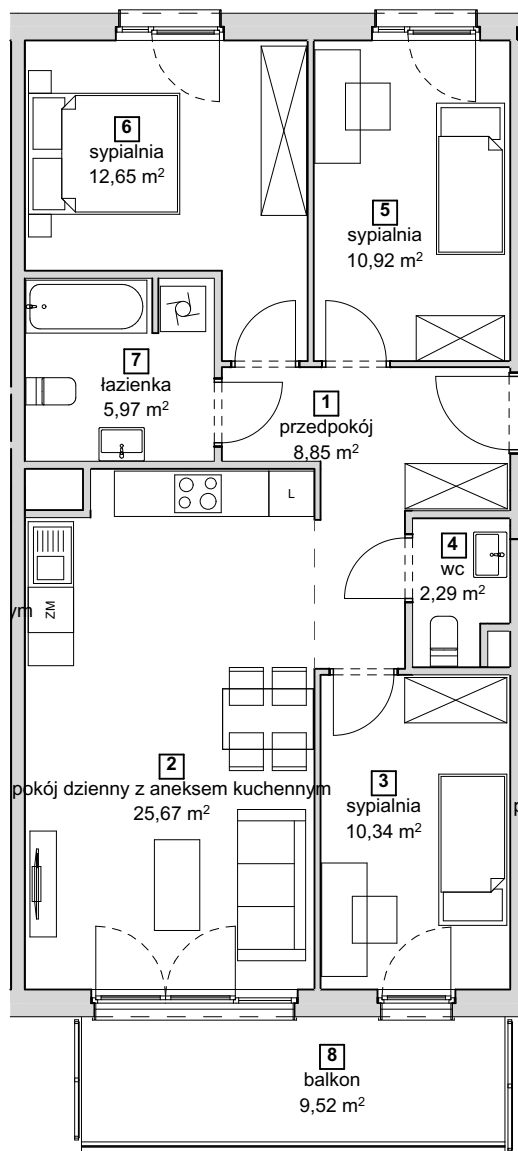 6
sypialnia
12,65 m²
5
sypialnia
10,92 m²
7
łazienka
5,97 m²
1
przedpokój
8,85 m²
L
4
wc
2,29 m²
ym
ZM
2
pokój dzienny z aneksem kuchennym
25,67 m²
3
sypialnia
10,34 m²
p
8
balkon
9,52 m²